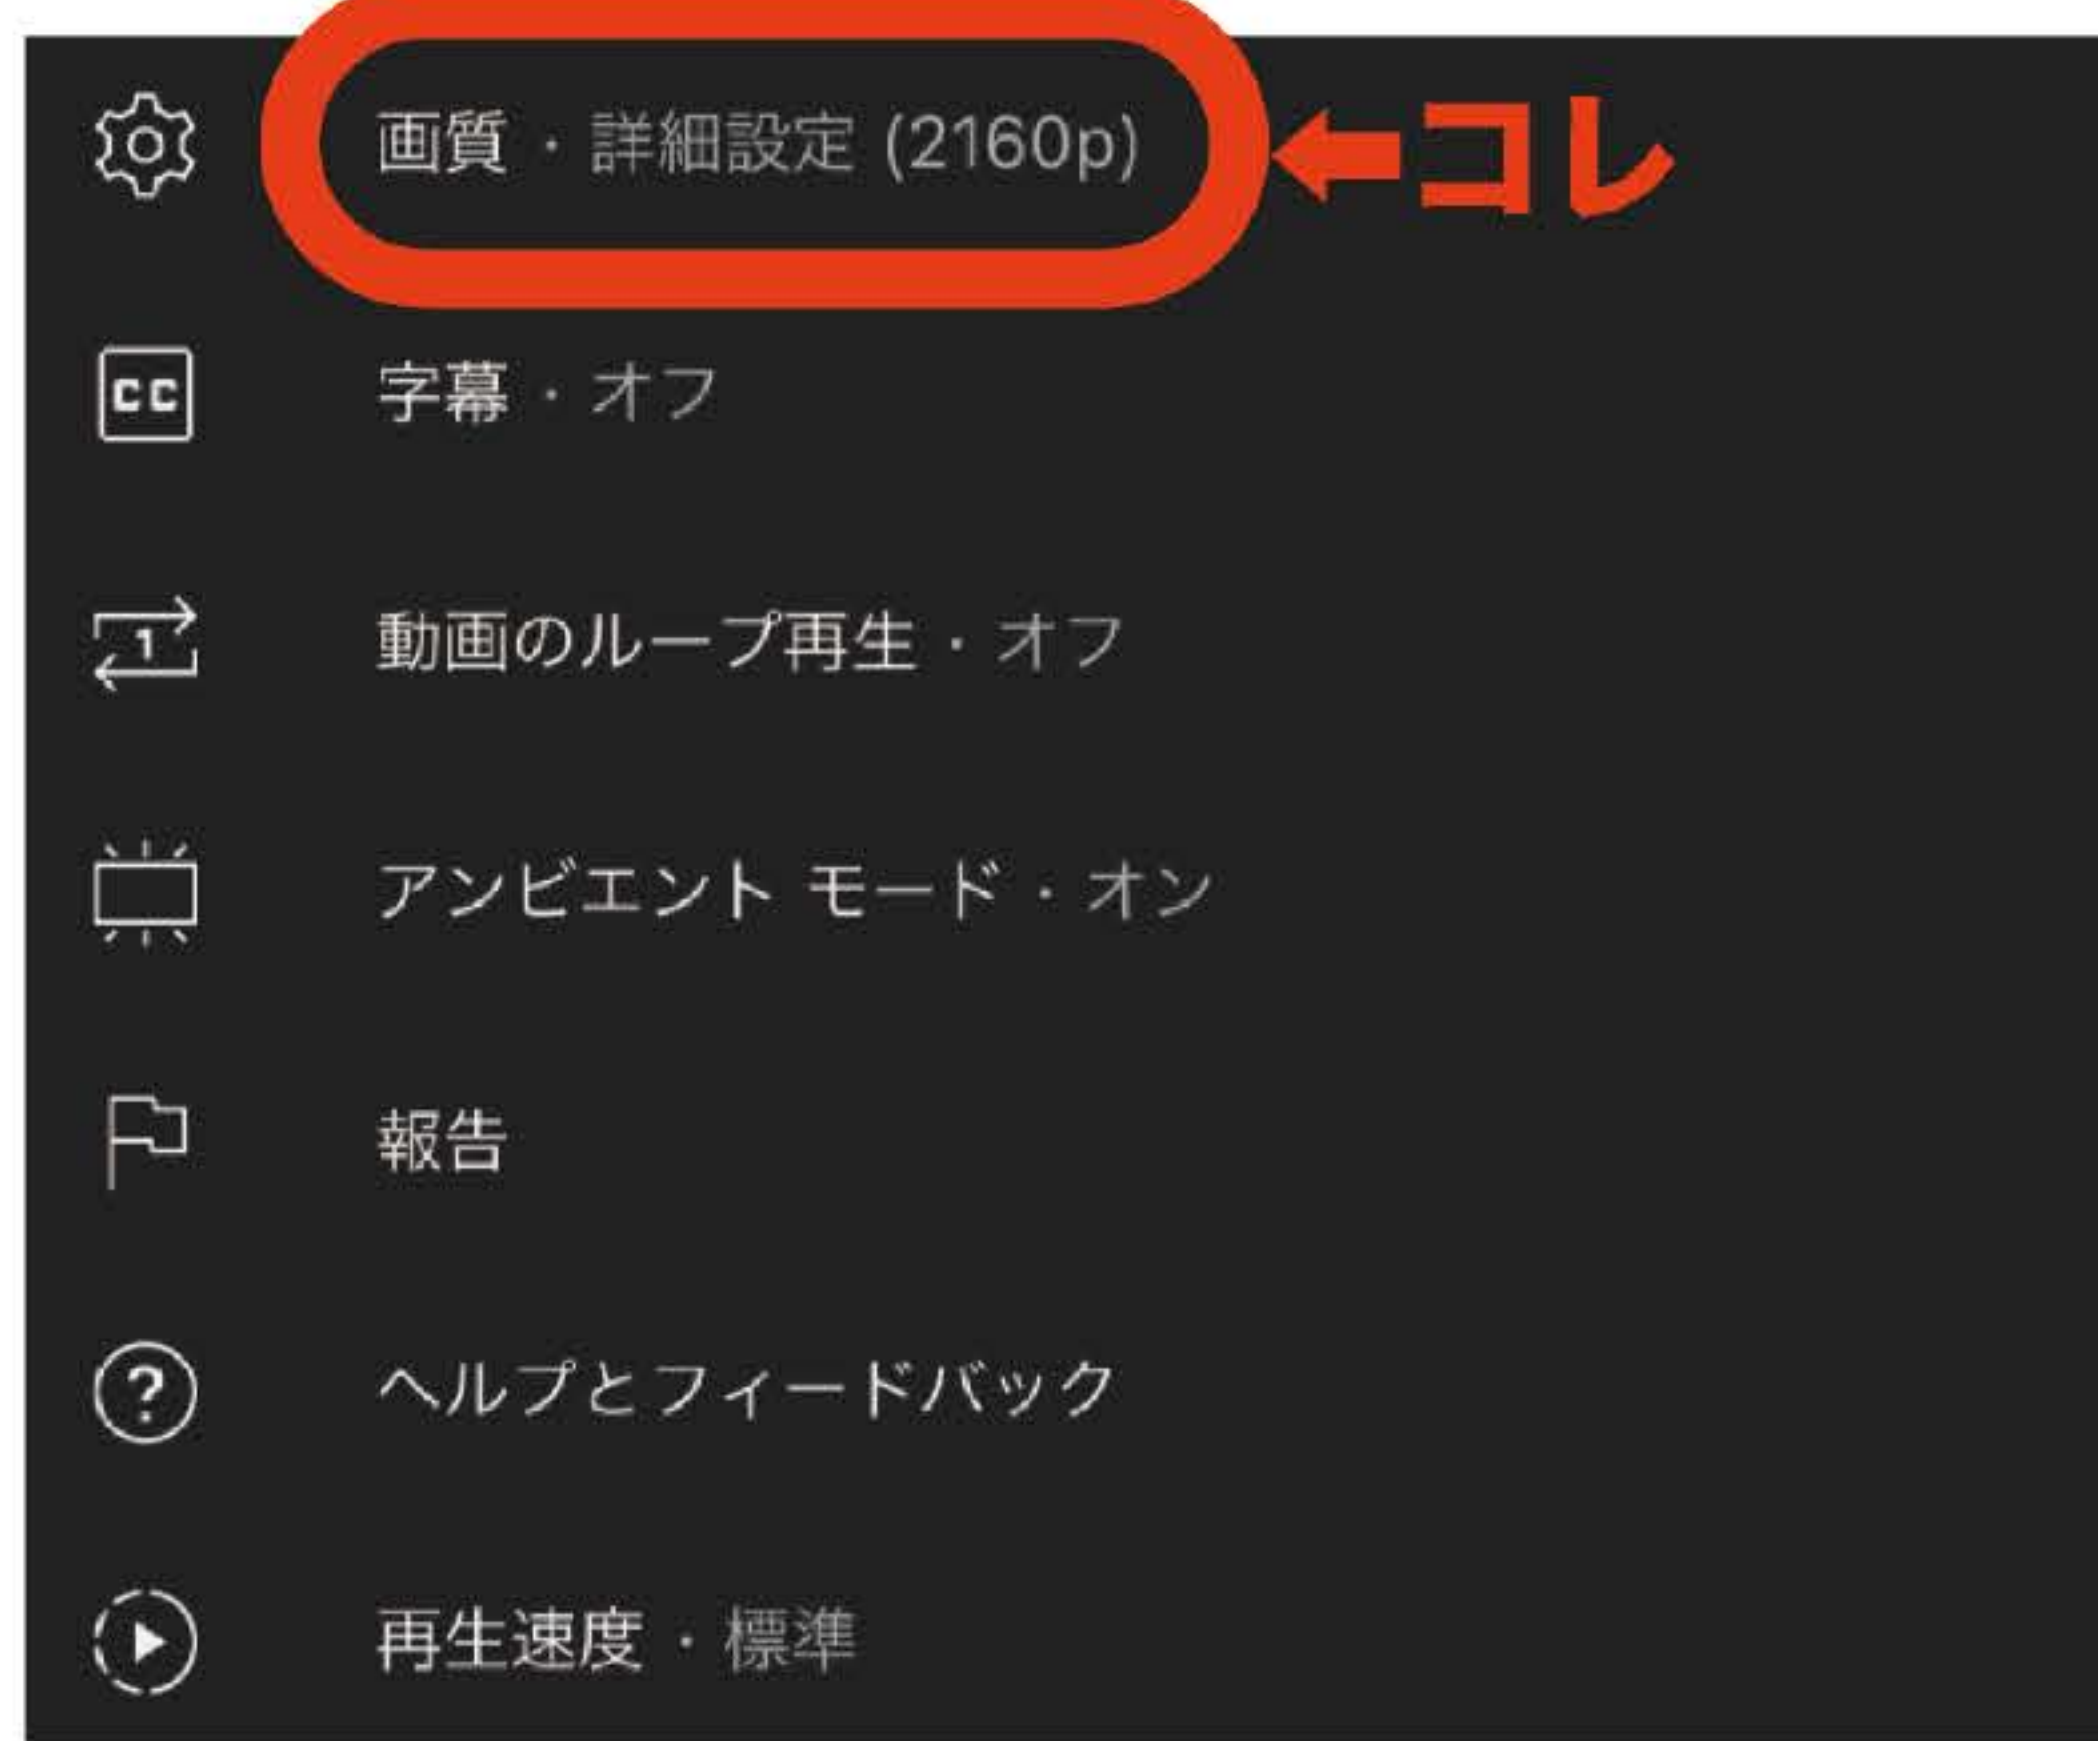 画質・詳細設定 (2160p) ←コレ
CC 字幕・オフ
1 動画のループ再生・オフ
アンビエント モード・オン
報告
? ヘルプとフィードバック
再生速度・標準